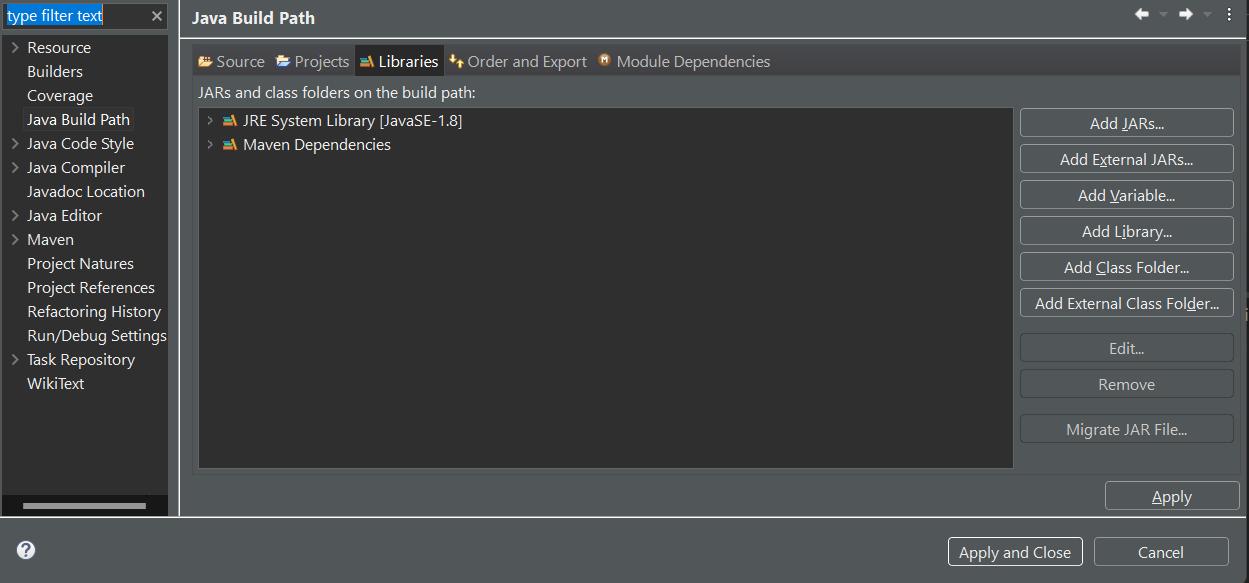 type filter text
Resource
Builders
Coverage
Java Build Path
Java Code Style
Java Compiler
Javadoc Location
Java Editor
Maven
Project Natures
Project References
Refactoring History
Run/Debug Settings
Task Repository
WikiText
Java Build Path
Source Projects Libraries Order and Export Module Dependencies
JARs and class folders on the build path:
JRE System Library [JavaSE-1.8]
Maven Dependencies
Add JARs...
Add External JARs...
Add Variable...
Add Library...
Add Class Folder...
Add External Class Folder...
Edit...
Remove
Migrate JAR File...
Apply
Apply and Close Cancel